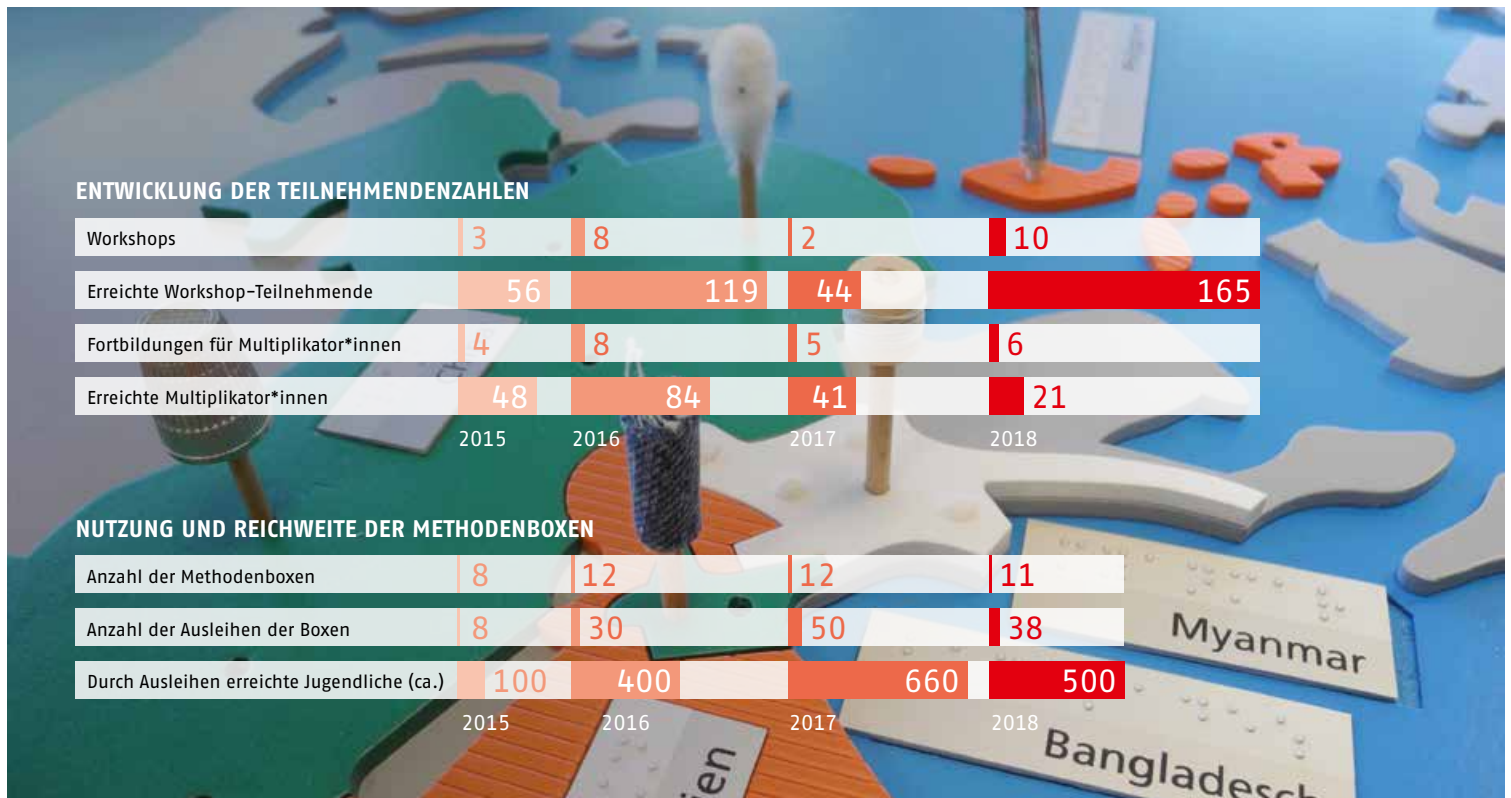 ENTWICKLUNG DER TEILNEHMENDENZAHLEN
Workshops 3 8 2 10
Erreichte Workshop-Teilnehmende 56 119 44 165
Fortbildungen für Multiplikator*innen 4 8 5 6
Erreichte Multiplikator*innen 48 84 41 21
2015 2016 2017 2018
NUTZUNG UND REICHWEITE DER METHODENBOXEN
Anzahl der Methodenboxen 8 12 12 11
Anzahl der Ausleihen der Boxen 8 30 50 38
Durch Ausleihen erreichte Jugendliche (ca.) 100 400 660 500
2015 2016 2017 2018
Myanmar
Bangladesch